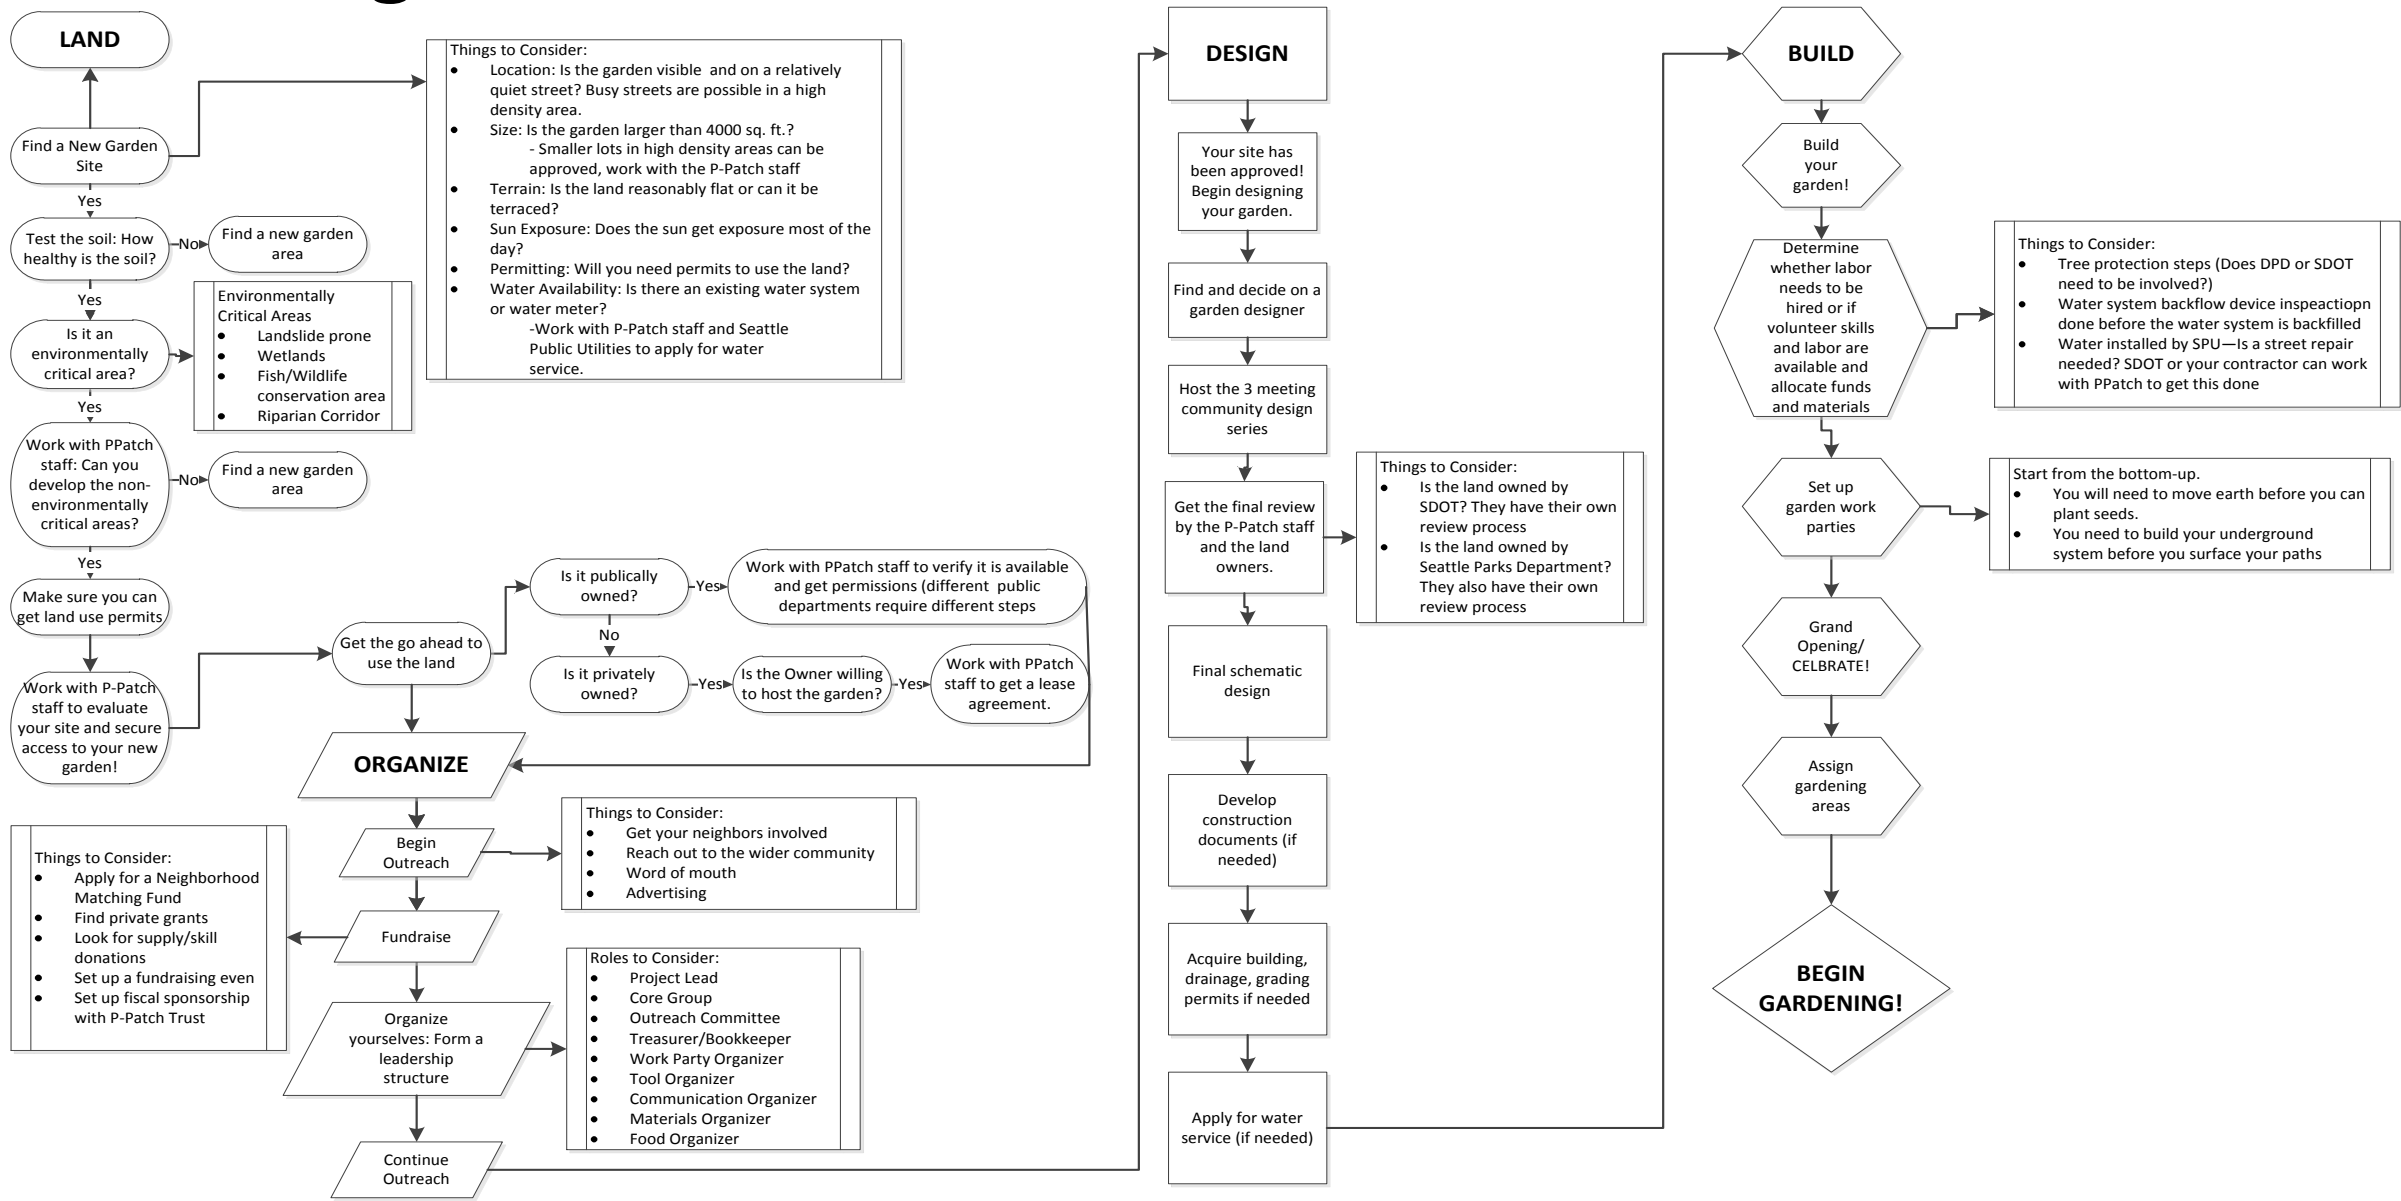 LAND
Find a New Garden
Site
Yes
Test the soil: How
healthy is the soil?
No
Find a new garden
area
Yes
Is it an
environmentally
critical area?
Environmentally
Critical Areas
● Landslide prone
● Wetlands
● Fish/Wildlife
conservation area
● Riparian Corridor
Yes
Work with PPatch
staff: Can you
develop the non-
environmentally
critical areas?
No
Find a new garden
area
Yes
Make sure you can
get land use permits
Work with P-Patch
staff to evaluate
your site and secure
access to your new
garden!
Things to Consider:
● Location: Is the garden visible  and on a relatively
quiet street? Busy streets are possible in a high
density area.
● Size: Is the garden larger than 4000 sq. ft.?
- Smaller lots in high density areas can be
approved, work with the P-Patch staff
● Terrain: Is the land reasonably flat or can it be
terraced?
● Sun Exposure: Does the sun get exposure most of the
day?
● Permitting: Will you need permits to use the land?
● Water Availability: Is there an existing water system
or water meter?
-Work with P-Patch staff and Seattle
Public Utilities to apply for water
service.
Get the go ahead to
use the land
Is it publically
owned?
Yes
Work with PPatch staff to verify it is available
and get permissions (different  public
departments require different steps
No
Is it privately
owned?
Yes
Is the Owner willing
to host the garden?
Yes
Work with PPatch
staff to get a lease
agreement.
ORGANIZE
Begin
Outreach
Things to Consider:
● Get your neighbors involved
● Reach out to the wider community
● Word of mouth
● Advertising
Fundraise
Things to Consider:
● Apply for a Neighborhood
Matching Fund
● Find private grants
● Look for supply/skill
donations
● Set up a fundraising even
● Set up fiscal sponsorship
with P-Patch Trust
Organize
yourselves: Form a
leadership
structure
Roles to Consider:
● Project Lead
● Core Group
● Outreach Committee
● Treasurer/Bookkeeper
● Work Party Organizer
● Tool Organizer
● Communication Organizer
● Materials Organizer
● Food Organizer
Continue
Outreach
DESIGN
Your site has
been approved!
Begin designing
your garden.
Find and decide on a
garden designer
Host the 3 meeting
community design
series
Get the final review
by the P-Patch staff
and the land
owners.
Things to Consider:
● Is the land owned by
SDOT? They have their own
review process
● Is the land owned by
Seattle Parks Department?
They also have their own
review process
Final schematic
design
Develop
construction
documents (if
needed)
Acquire building,
drainage, grading
permits if needed
Apply for water
service (if needed)
BUILD
Build
your
garden!
Determine
whether labor
needs to be
hired or if
volunteer skills
and labor are
available and
allocate funds
and materials
Things to Consider:
● Tree protection steps (Does DPD or SDOT
need to be involved?)
● Water system backflow device inspeactiopn
done before the water system is backfilled
● Water installed by SPU—Is a street repair
needed? SDOT or your contractor can work
with PPatch to get this done
Set up
garden work
parties
Start from the bottom-up.
● You will need to move earth before you can
plant seeds.
● You need to build your underground
system before you surface your paths
Grand
Opening/
CELBRATE!
Assign
gardening
areas
BEGIN
GARDENING!